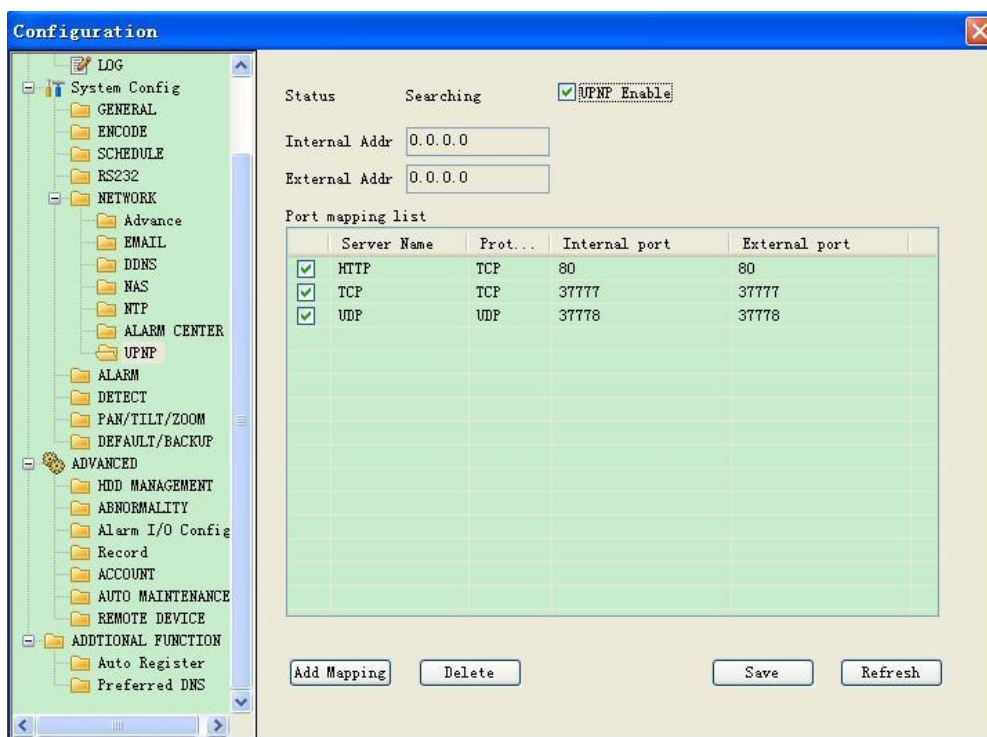 Configuration
LOG
System Config
GENERAL
ENCODE
SCHEDULE
RS232
NETWORK
Advance
EMAIL
DDNS
NAS
NTP
ALARM CENTER
UPNP
ALARM
DETECT
PAN/TILT/ZOOM
DEFAULT/BACKUP
ADVANCED
HDD MANAGEMENT
ABNORMALITY
Alarm I/O Config
Record
ACCOUNT
AUTO MAINTENANCE
REMOTE DEVICE
ADDTIONAL FUNCTION
Auto Register
Preferred DNS
Status Searching UPNP Enable
Internal Addr 0.0.0.0
External Addr 0.0.0.0
Port mapping list
Server Name Prot... Internal port External port
HTTP TCP 80 80
TCP TCP 37777 37777
UDP UDP 37778 37778
Add Mapping Delete Save Refresh